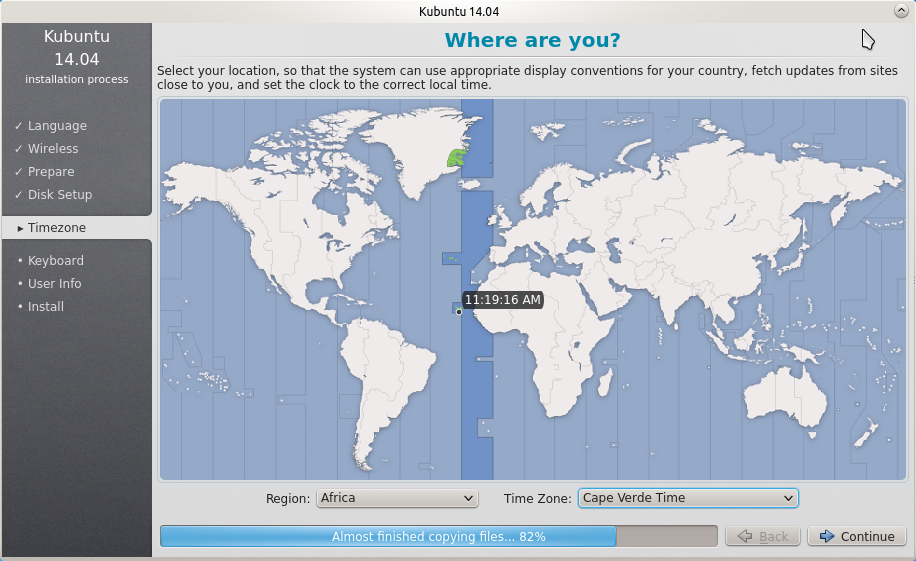 Kubuntu 14.04
Kubuntu
14.04
installation process
✓ Language
✓ Wireless
✓ Prepare
✓ Disk Setup
▸ Timezone
• Keyboard
• User Info
• Install
Where are you?
Select your location, so that the system can use appropriate display conventions for your country, fetch updates from sites
close to you, and set the clock to the correct local time.
11:19:16 AM
Region: Africa Time Zone: Cape Verde Time
Almost finished copying files... 82% Back Continue